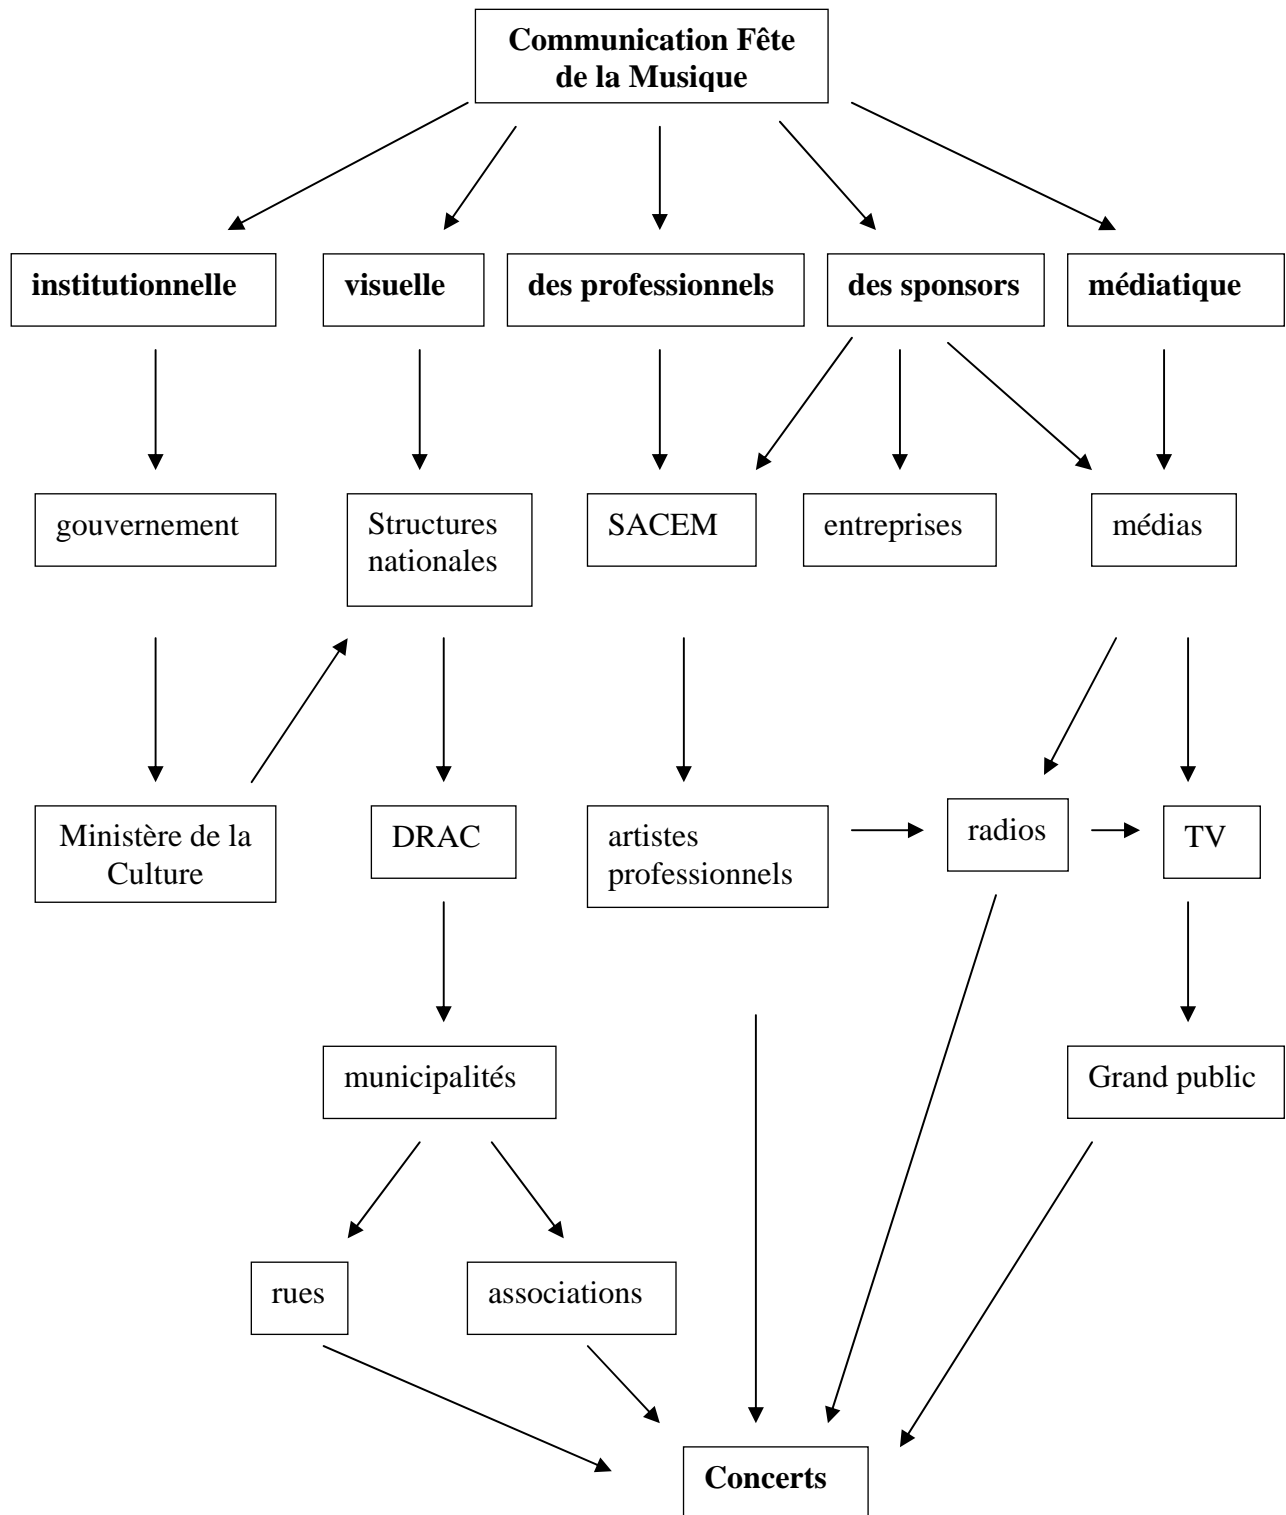 Communication Fête
de la Musique
institutionnelle
visuelle
des professionnels
des sponsors
médiatique
gouvernement
Structures
nationales
SACEM
entreprises
médias
Ministère de la
Culture
DRAC
artistes
professionnels
radios
TV
municipalités
Grand public
rues
associations
Concerts